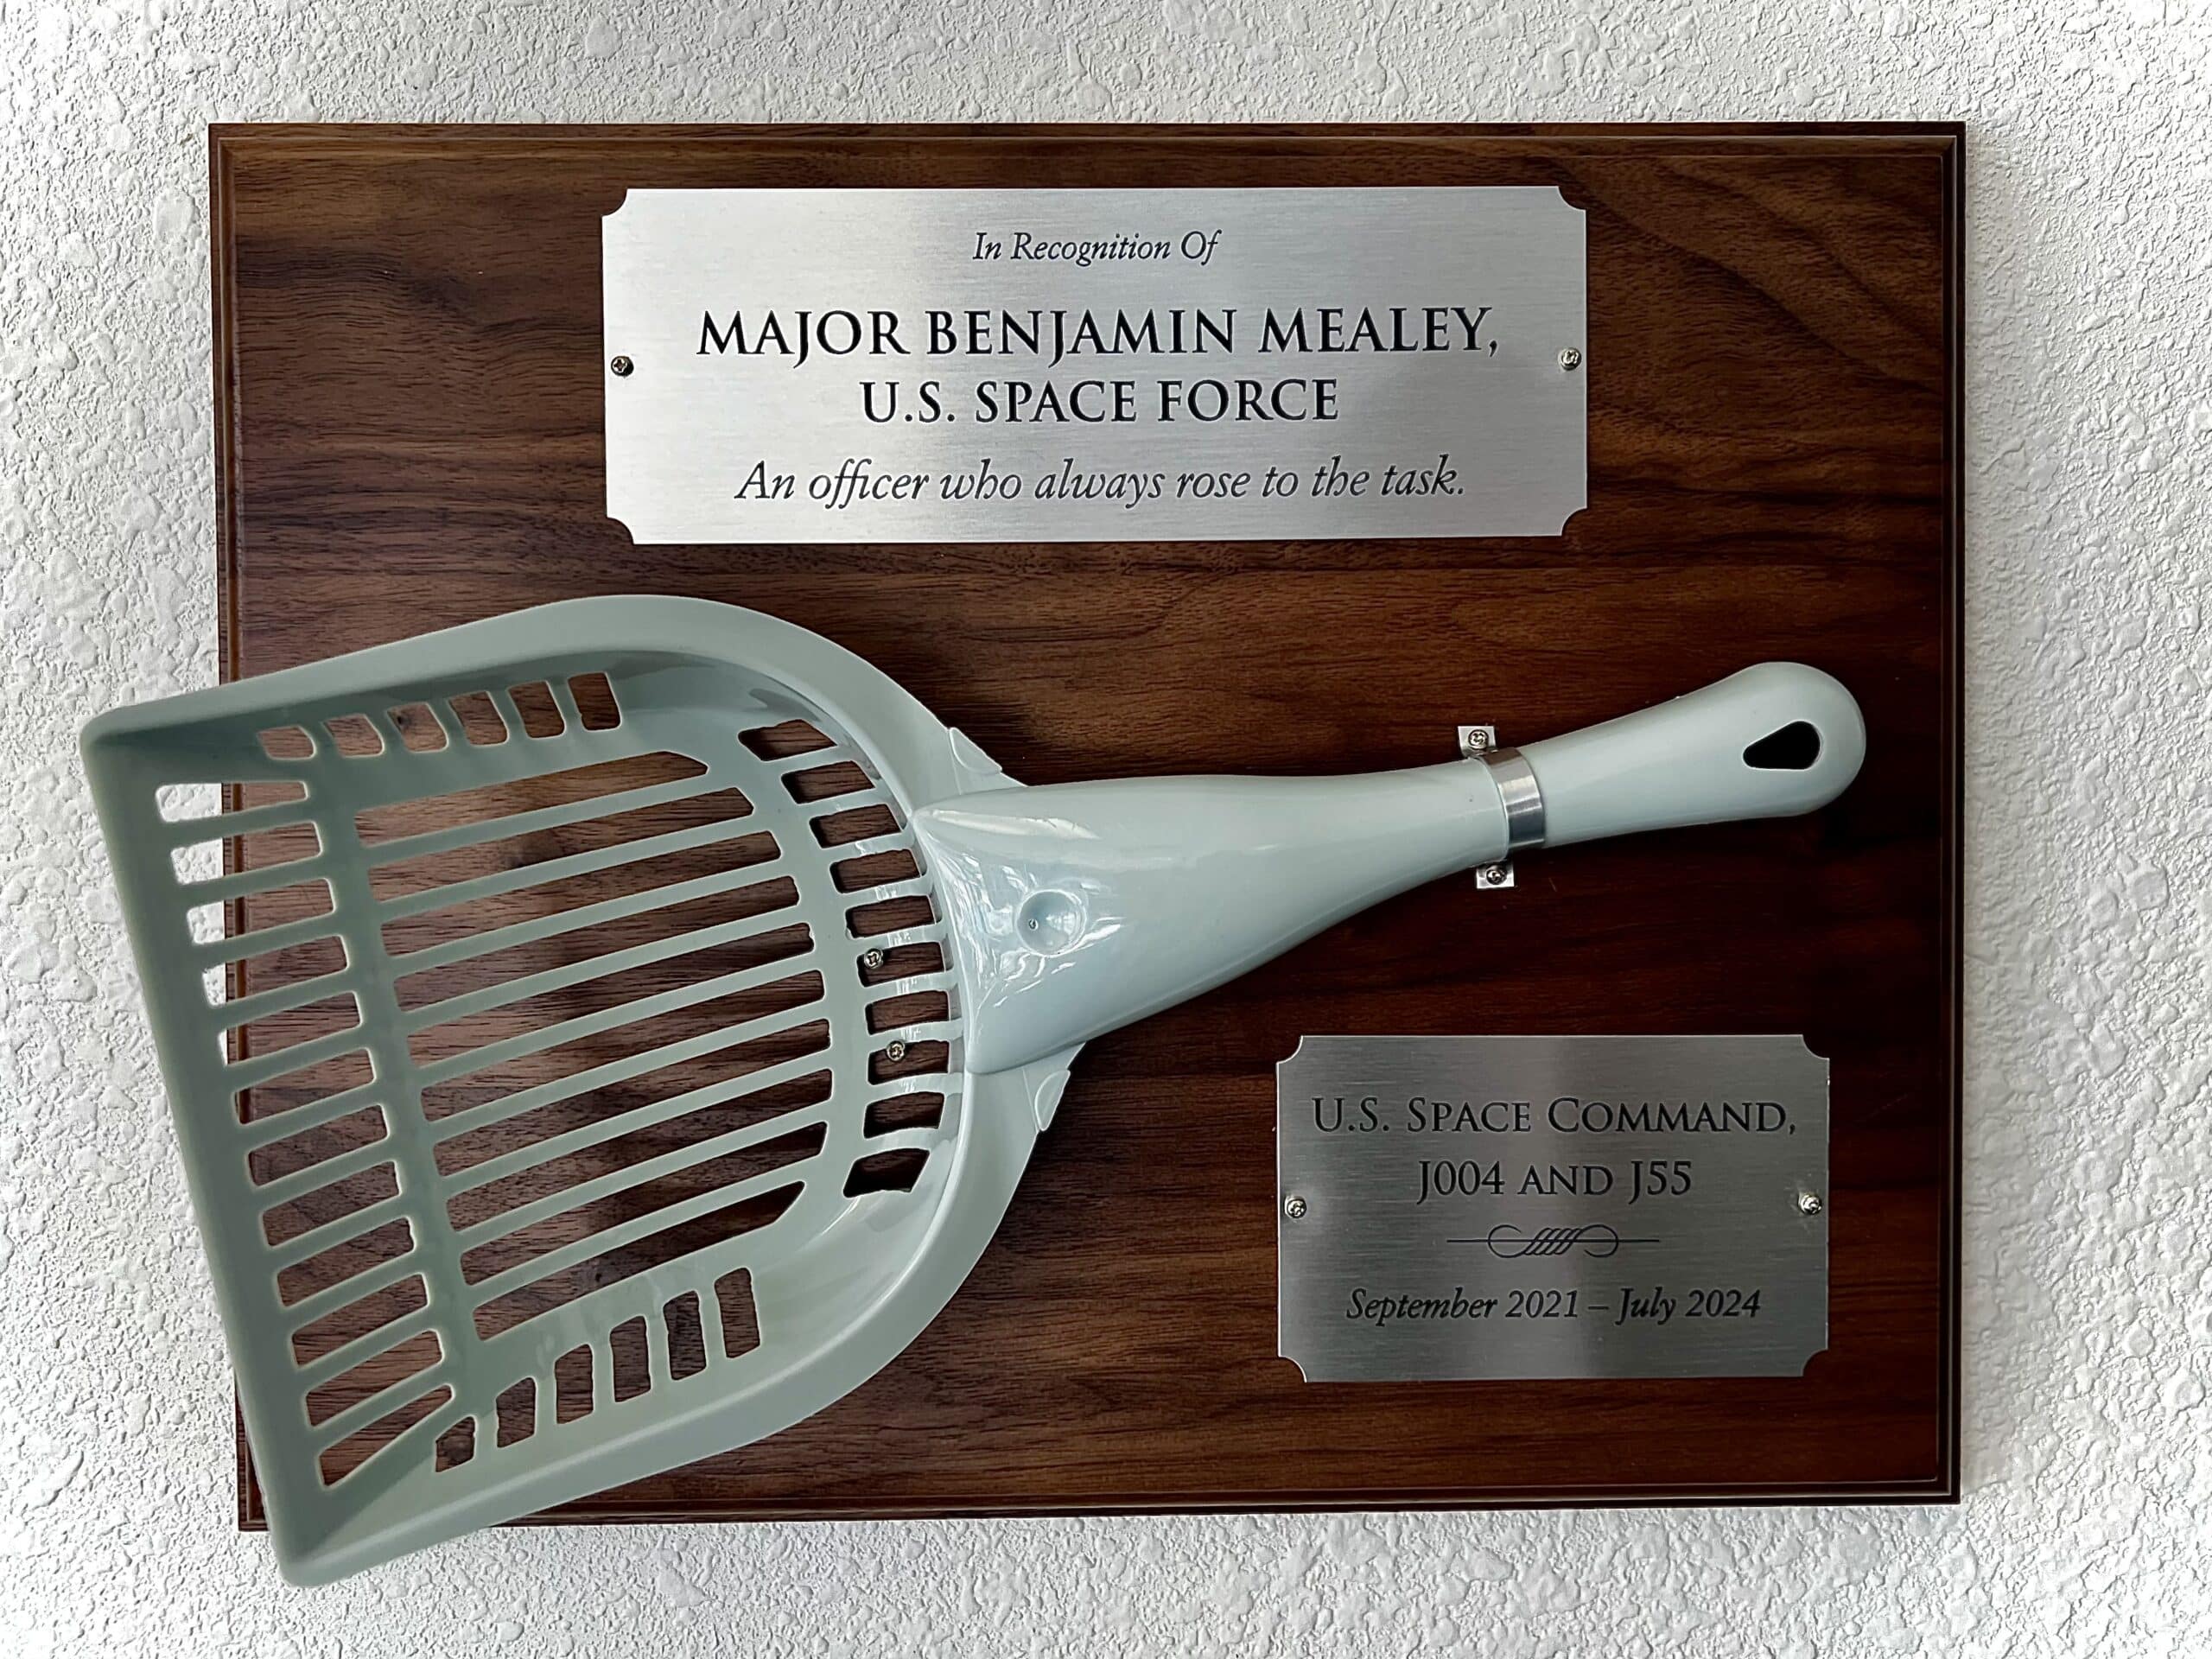 In Recognition Of
MAJOR BENJAMIN MEALEY,
U.S. SPACE FORCE
An officer who always rose to the task.
U.S. SPACE COMMAND,
J004 AND J55
September 2021 – July 2024